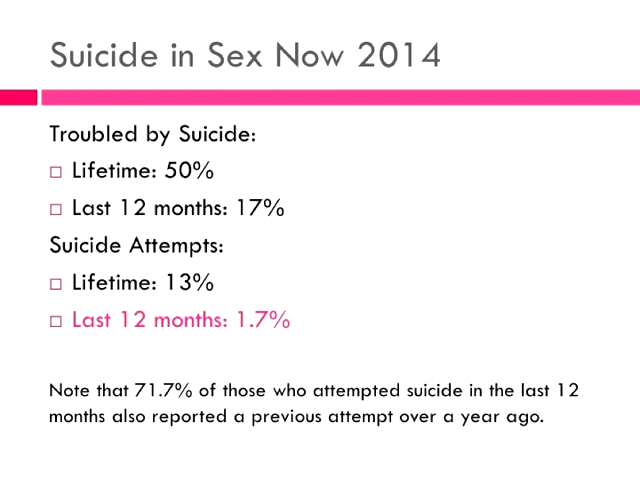 Suicide in Sex Now 2014
Troubled by Suicide:
Lifetime: 50%
Last 12 months: 17%
Suicide Attempts:
Lifetime: 13%
Last 12 months: 1.7%
Note that 71.7% of those who attempted suicide in the last 12
months also reported a previous attempt over a year ago.